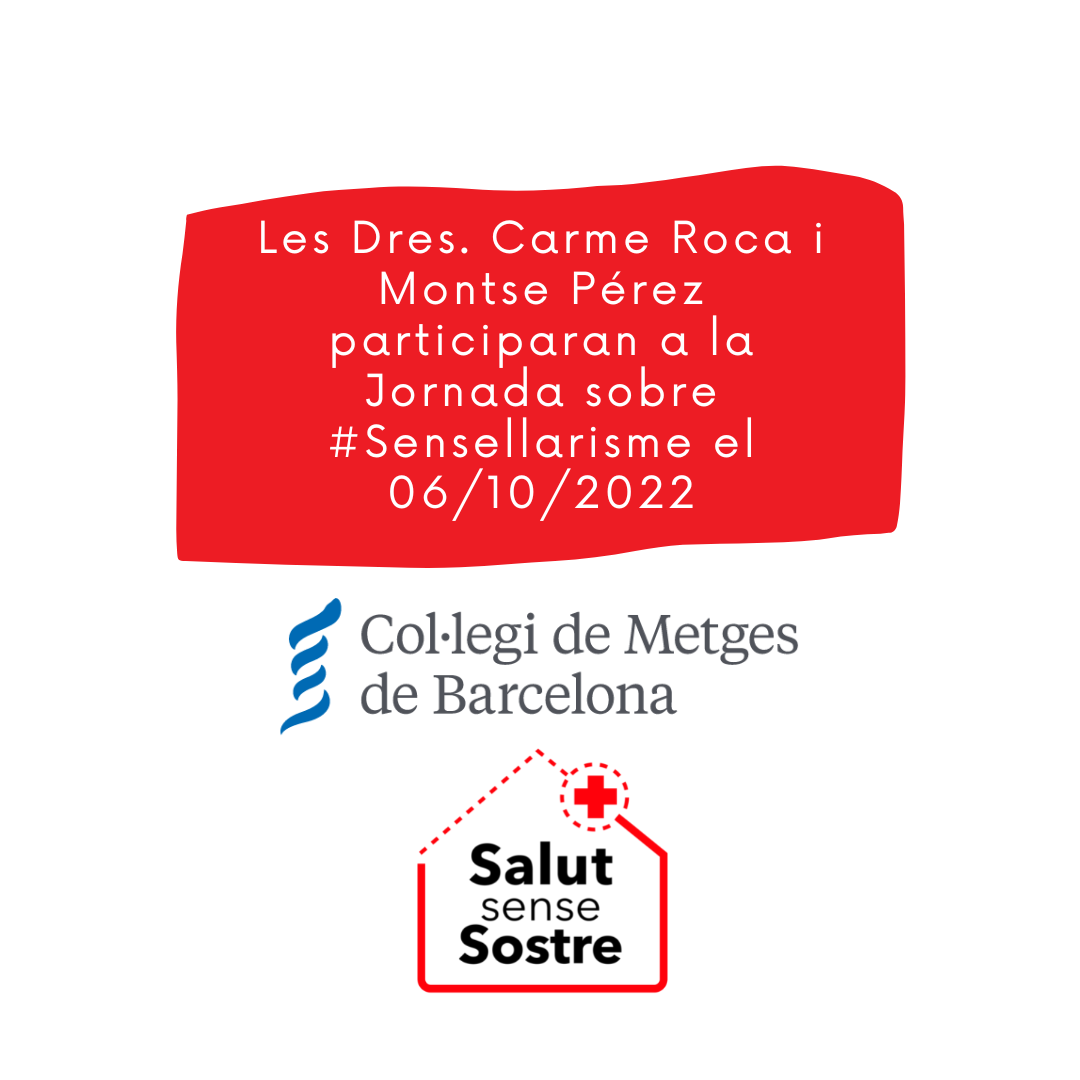 Les Dres. Carme Roca i
Montse Pérez
participaran a la
Jornada sobre
#Sensellarisme el
06/10/2022
Col·legi de Metges
de Barcelona
Salut
sense
Sostre